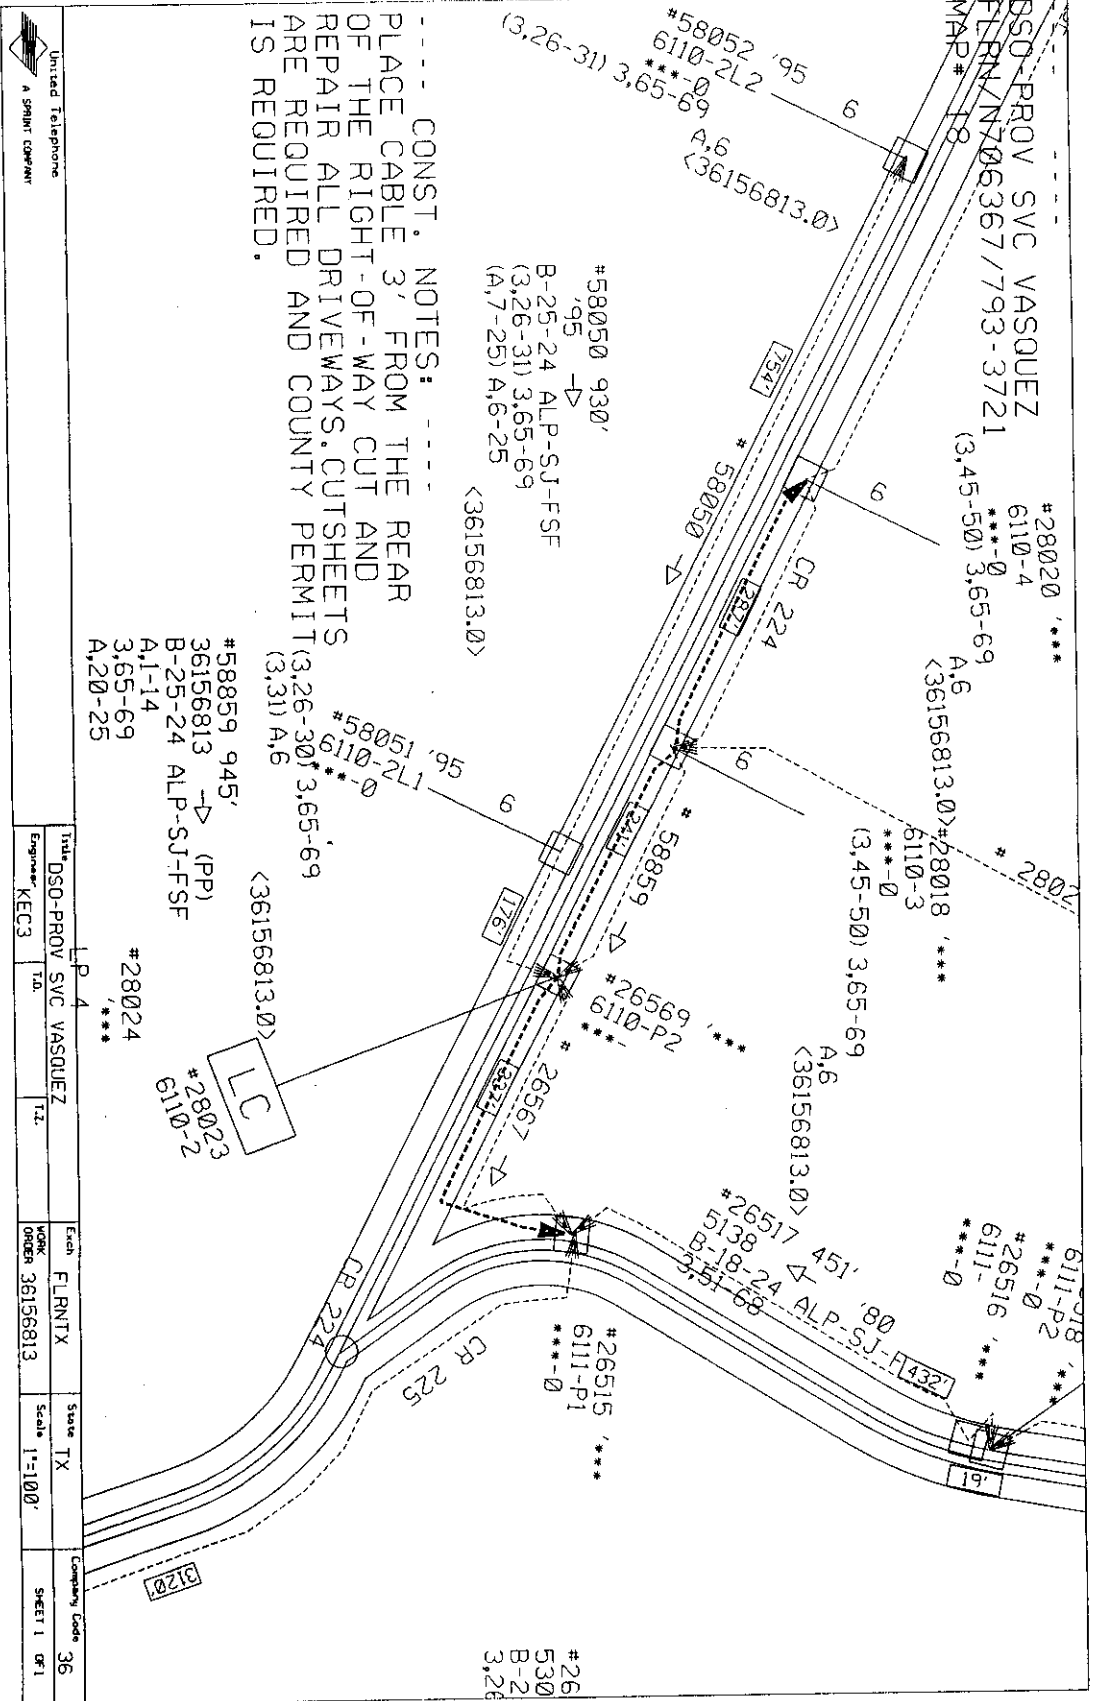 - - - -
DSO-PROV SVC VASQUEZ
FLRN/N706367/793-3721
MAP# 18
#58052 '95
6110-2L2
***-0
(3,26-31) 3,65-69
6
A,6
<36156813.0>
#28020 '***
6110-4
***-0
(3,45-50) 3,65-69
A,6
<36156813.0>
6
#28018 '***
6110-3
***-0
(3,45-50) 3,65-69
A,6
<36156813.0>
6
# 2802
6111-P2
***-0
#26516 '***
6111-
***-0
#58050 930'
'95
B-25-24 ALP-SJ-FSF
(3,26-31) 3,65-69
(A,7-25) A,6-25
<36156813.0>
754'
# 58050
CR 224
287'
241'
# 58859
#26569 '***
6110-P2
***-
# 26567
337'
#26517 451'
5138 '80
B-18-24 ALP-SJ-F
3,51-68
432'
19'
- - - - CONST. NOTES: - - - -
PLACE CABLE 3' FROM THE REAR
OF THE RIGHT-OF-WAY CUT AND
REPAIR ALL DRIVEWAYS.CUTSHEETS
ARE REQUIRED AND COUNTY PERMIT
IS REQUIRED.
#58051 '95
6110-2L1
***-0
(3,26-30) 3,65-69
(3,31) A,6
6
<36156813.0>
176'
#58859 945'
36156813 (PP)
B-25-24 ALP-SJ-FSF
A,1-14
3,65-69
A,20-25
LC
#28023
6110-2
#28024
'***
LP 4
#26515 '***
6111-P1
***-0
CR 225
CR 224
3120'
#26
530
B-2
3,26
United Telephone
A SPRINT COMPANY
Title DSO-PROV SVC VASQUEZ
Engineer KEC3
T.D.
T.Z.
Exch FLRNTX
WORK
ORDER 36156813
State TX
Scale 1"=100'
Company Code 36
SHEET 1 OF1